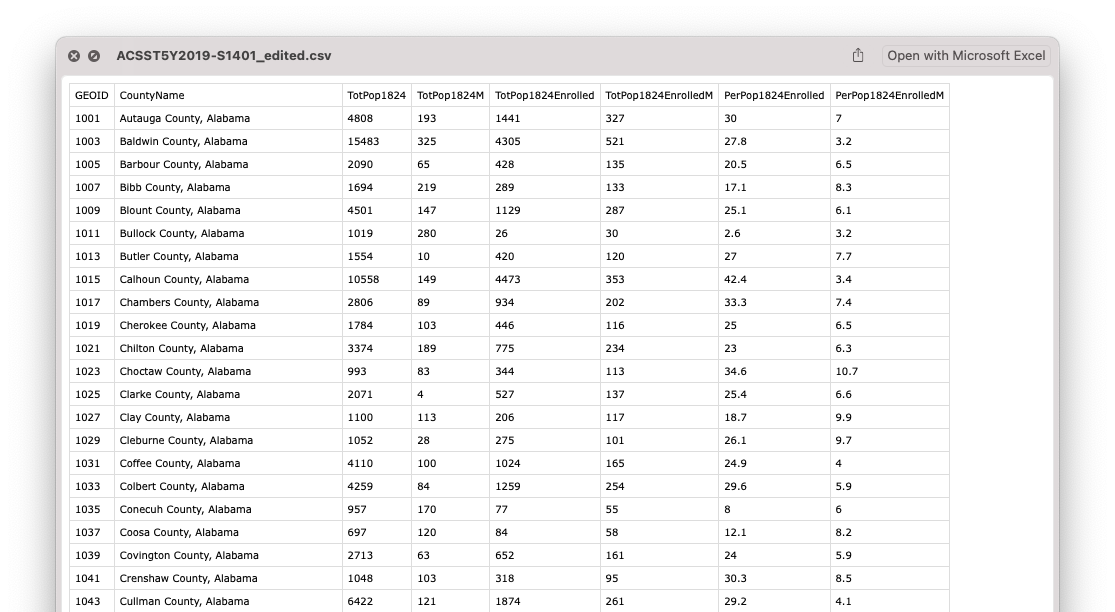 ACSST5Y2019-S1401_edited.csv Open with Microsoft Excel
GEOID CountyName TotPop1824 TotPop1824M TotPop1824Enrolled TotPop1824EnrolledM PerPop1824Enrolled PerPop1824EnrolledM
1001 Autauga County, Alabama 4808 193 1441 327 30 7
1003 Baldwin County, Alabama 15483 325 4305 521 27.8 3.2
1005 Barbour County, Alabama 2090 65 428 135 20.5 6.5
1007 Bibb County, Alabama 1694 219 289 133 17.1 8.3
1009 Blount County, Alabama 4501 147 1129 287 25.1 6.1
1011 Bullock County, Alabama 1019 280 26 30 2.6 3.2
1013 Butler County, Alabama 1554 10 420 120 27 7.7
1015 Calhoun County, Alabama 10558 149 4473 353 42.4 3.4
1017 Chambers County, Alabama 2806 89 934 202 33.3 7.4
1019 Cherokee County, Alabama 1784 103 446 116 25 6.5
1021 Chilton County, Alabama 3374 189 775 234 23 6.3
1023 Choctaw County, Alabama 993 83 344 113 34.6 10.7
1025 Clarke County, Alabama 2071 4 527 137 25.4 6.6
1027 Clay County, Alabama 1100 113 206 117 18.7 9.9
1029 Cleburne County, Alabama 1052 28 275 101 26.1 9.7
1031 Coffee County, Alabama 4110 100 1024 165 24.9 4
1033 Colbert County, Alabama 4259 84 1259 254 29.6 5.9
1035 Conecuh County, Alabama 957 170 77 55 8 6
1037 Coosa County, Alabama 697 120 84 58 12.1 8.2
1039 Covington County, Alabama 2713 63 652 161 24 5.9
1041 Crenshaw County, Alabama 1048 103 318 95 30.3 8.5
1043 Cullman County, Alabama 6422 121 1874 261 29.2 4.1